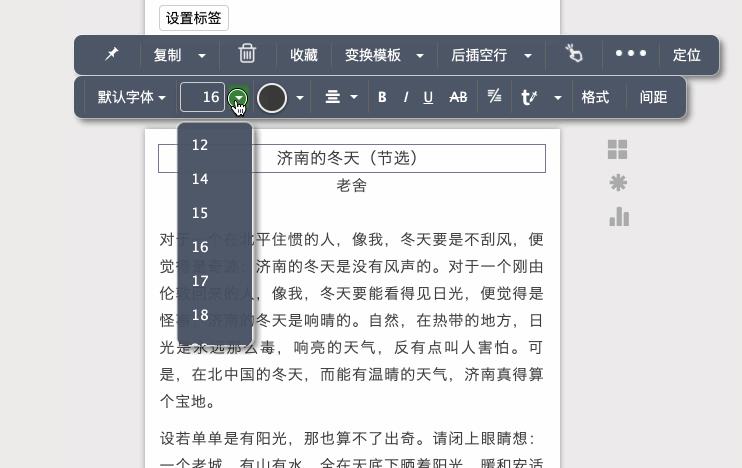 设置标签
复制 收藏 变换模板 后插空行 ••• 定位
默认字体 16 B I U AB 格式 间距
12
14
15
16
17
18
济南的冬天（节选）
老舍
对于一个在北平住惯的人，像我，冬天要是不刮风，便
觉得是奇迹；济南的冬天是没有风声的。对于一个刚由
伦敦回来的人，像我，冬天要能看得见日光，便觉得是
怪事；济南的冬天是响晴的。自然，在热带的地方，日
光是永远那么毒，响亮的天气，反有点叫人害怕。可
是，在北中国的冬天，而能有温晴的天气，济南真得算
个宝地。
设若单单是有阳光，那也算不了出奇。请闭上眼睛想：
一个老城，有山有水，全在天底下晒着阳光，暖和安适